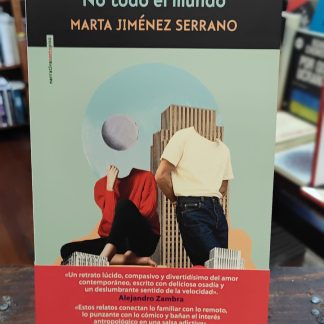 No todo el mundo
MARTA JIMÉNEZ SERRANO
narrativasextopiso
«Un retrato lúcido, compasivo y divertidísimo del amor
contemporáneo, escrito con deliciosa osadía y
un deslumbrante sentido de la velocidad».
Alejandro Zambra
«Estos relatos conectan lo familiar con lo remoto,
lo punzante con lo cómico y bañan el interés
antropológico en una salsa adictiva»